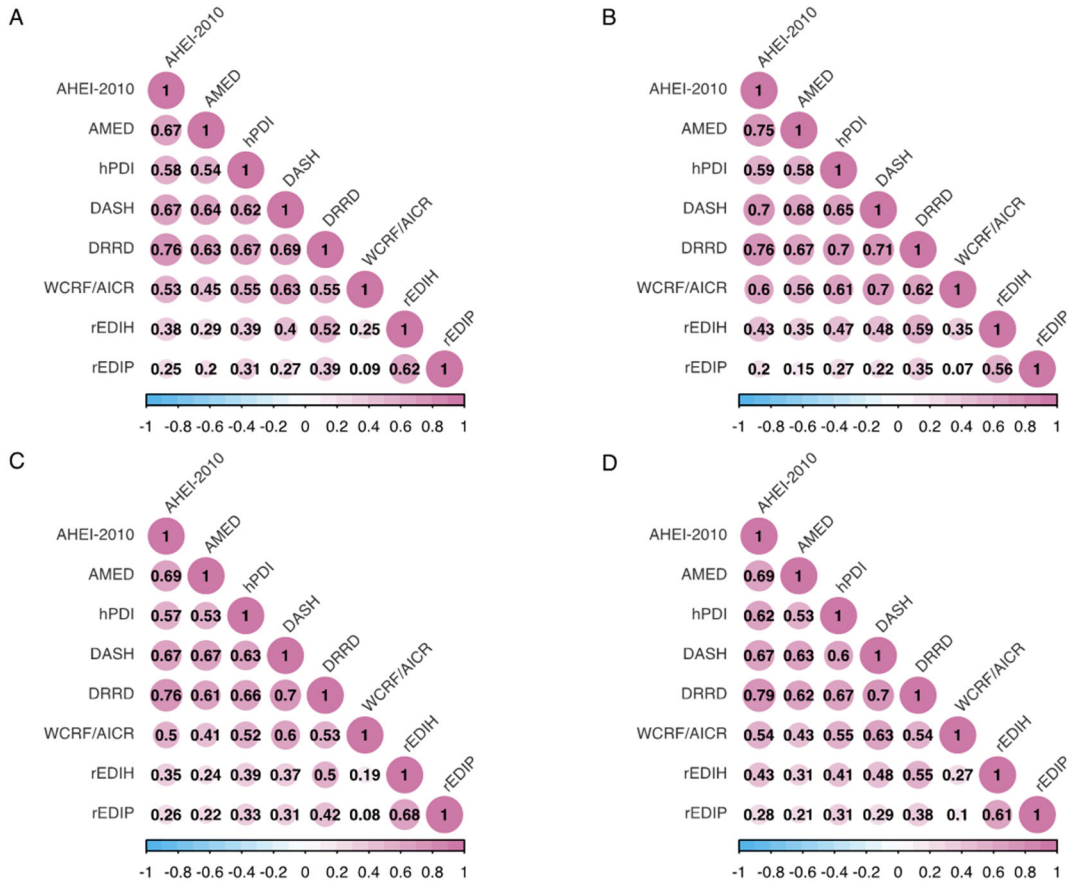 A
AHEI-2010
AMED
hPDI
DASH
DRRD
WCRF/AICR
rEDIH
rEDIP
AHEI-2010 1
AMED 0.67 1
hPDI 0.58 0.54 1
DASH 0.67 0.64 0.62 1
DRRD 0.76 0.63 0.67 0.69 1
WCRF/AICR 0.53 0.45 0.55 0.63 0.55 1
rEDIH 0.38 0.29 0.39 0.4 0.52 0.25 1
rEDIP 0.25 0.2 0.31 0.27 0.39 0.09 0.62 1
-1 -0.8 -0.6 -0.4 -0.2 0 0.2 0.4 0.6 0.8 1
B
AHEI-2010
AMED
hPDI
DASH
DRRD
WCRF/AICR
rEDIH
rEDIP
AHEI-2010 1
AMED 0.75 1
hPDI 0.59 0.58 1
DASH 0.7 0.68 0.65 1
DRRD 0.76 0.67 0.7 0.71 1
WCRF/AICR 0.6 0.56 0.61 0.7 0.62 1
rEDIH 0.43 0.35 0.47 0.48 0.59 0.35 1
rEDIP 0.2 0.15 0.27 0.22 0.35 0.07 0.56 1
-1 -0.8 -0.6 -0.4 -0.2 0 0.2 0.4 0.6 0.8 1
C
AHEI-2010
AMED
hPDI
DASH
DRRD
WCRF/AICR
rEDIH
rEDIP
AHEI-2010 1
AMED 0.69 1
hPDI 0.57 0.53 1
DASH 0.67 0.67 0.63 1
DRRD 0.76 0.61 0.66 0.7 1
WCRF/AICR 0.5 0.41 0.52 0.6 0.53 1
rEDIH 0.35 0.24 0.39 0.37 0.5 0.19 1
rEDIP 0.26 0.22 0.33 0.31 0.42 0.08 0.68 1
-1 -0.8 -0.6 -0.4 -0.2 0 0.2 0.4 0.6 0.8 1
D
AHEI-2010
AMED
hPDI
DASH
DRRD
WCRF/AICR
rEDIH
rEDIP
AHEI-2010 1
AMED 0.69 1
hPDI 0.62 0.53 1
DASH 0.67 0.63 0.6 1
DRRD 0.79 0.62 0.67 0.7 1
WCRF/AICR 0.54 0.43 0.55 0.63 0.54 1
rEDIH 0.43 0.31 0.41 0.48 0.55 0.27 1
rEDIP 0.28 0.21 0.31 0.29 0.38 0.1 0.61 1
-1 -0.8 -0.6 -0.4 -0.2 0 0.2 0.4 0.6 0.8 1